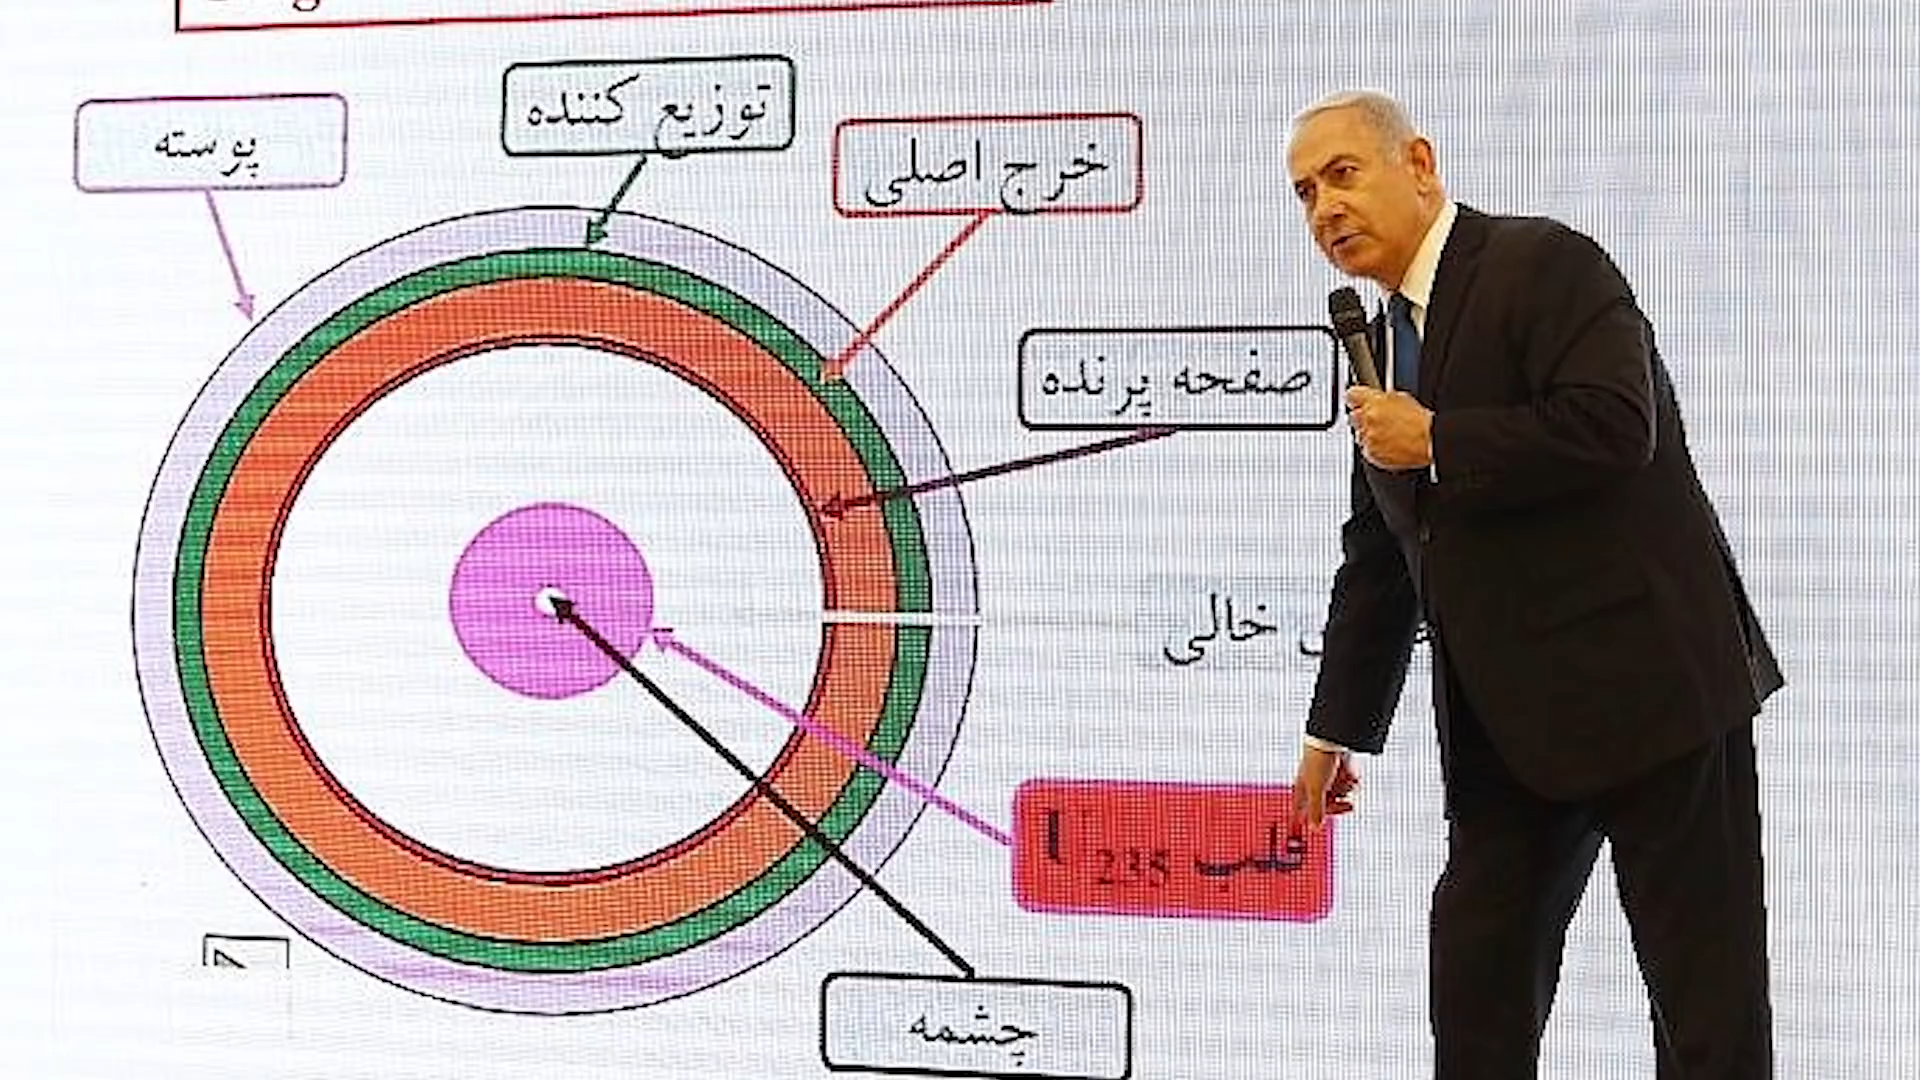 توزیع کننده
پوسته
خرج اصلی
صفحه پرنده
خالی
قلب U 235
چشمه